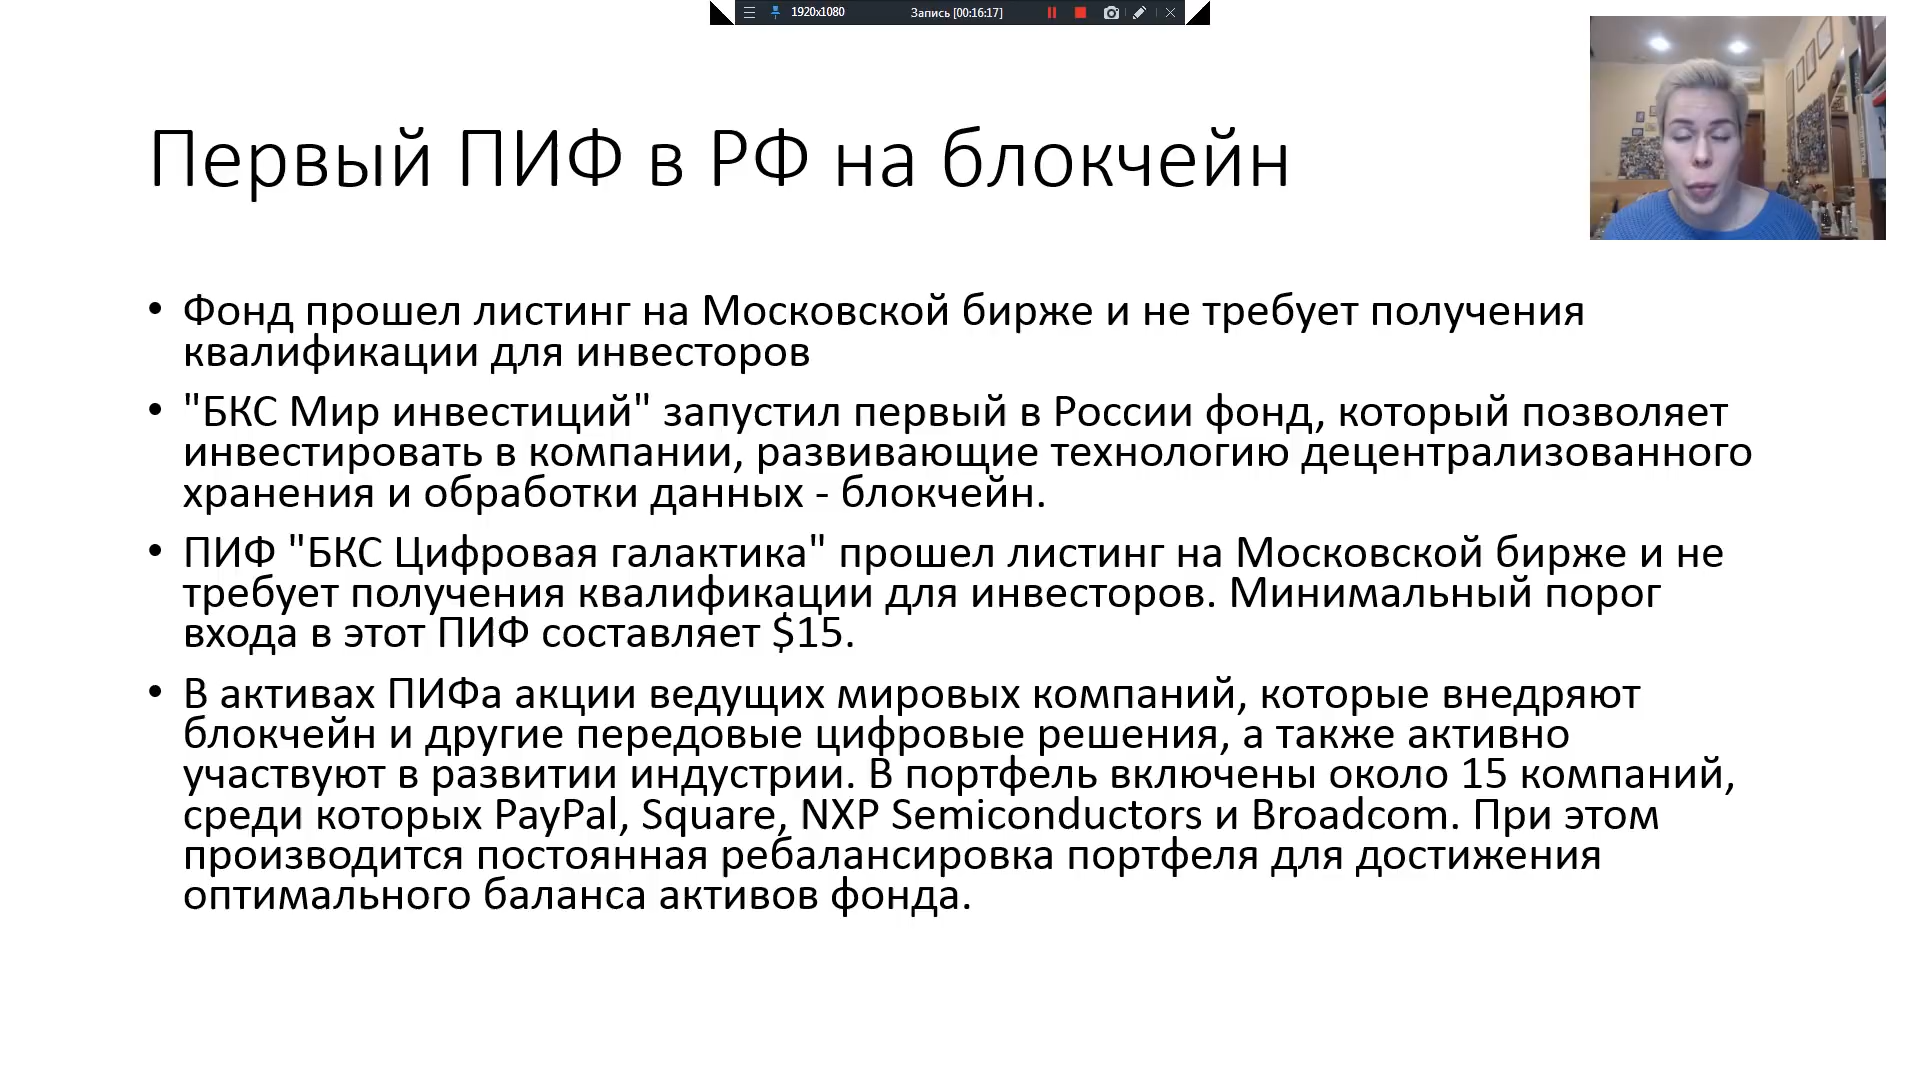 1920x1080 Запись [00:16:17]
Первый ПИФ в РФ на блокчейн
• Фонд прошел листинг на Московской бирже и не требует получения
квалификации для инвесторов
• "БКС Мир инвестиций" запустил первый в России фонд, который позволяет
инвестировать в компании, развивающие технологию децентрализованного
хранения и обработки данных - блокчейн.
• ПИФ "БКС Цифровая галактика" прошел листинг на Московской бирже и не
требует получения квалификации для инвесторов. Минимальный порог
входа в этот ПИФ составляет $15.
• В активах ПИФа акции ведущих мировых компаний, которые внедряют
блокчейн и другие передовые цифровые решения, а также активно
участвуют в развитии индустрии. В портфель включены около 15 компаний,
среди которых PayPal, Square, NXP Semiconductors и Broadcom. При этом
производится постоянная ребалансировка портфеля для достижения
оптимального баланса активов фонда.